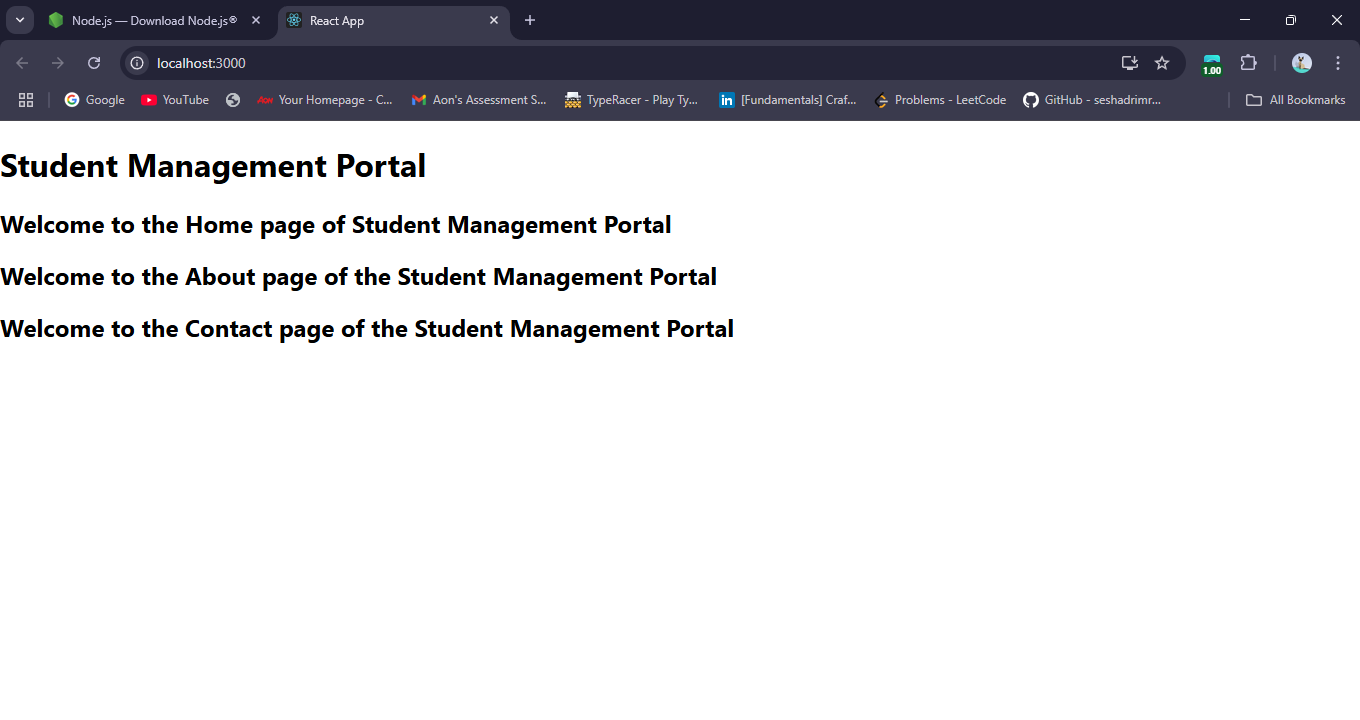 Node.js — Download Node.js®
React App
localhost:3000
1.00
Google
YouTube
Aon Your Homepage - C...
Aon's Assessment S...
TypeRacer - Play Ty...
in [Fundamentals] Craf...
Problems - LeetCode
GitHub - seshadrimr...
All Bookmarks
Student Management Portal
Welcome to the Home page of Student Management Portal
Welcome to the About page of the Student Management Portal
Welcome to the Contact page of the Student Management Portal